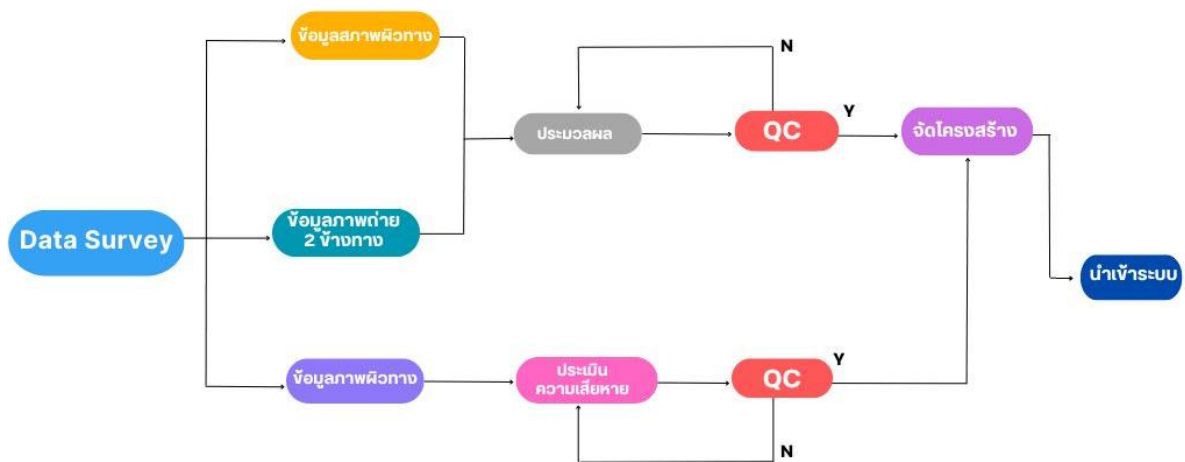 ข้อมูลสภาพผิวทาง
N
ประมวลผล
QC
Y
จัดโครงสร้าง
Data Survey
ข้อมูลภาพถ่าย
2 ข้างทาง
นำเข้าระบบ
ข้อมูลภาพผิวทาง
ประเมิน
ความเสียหาย
QC
Y
N